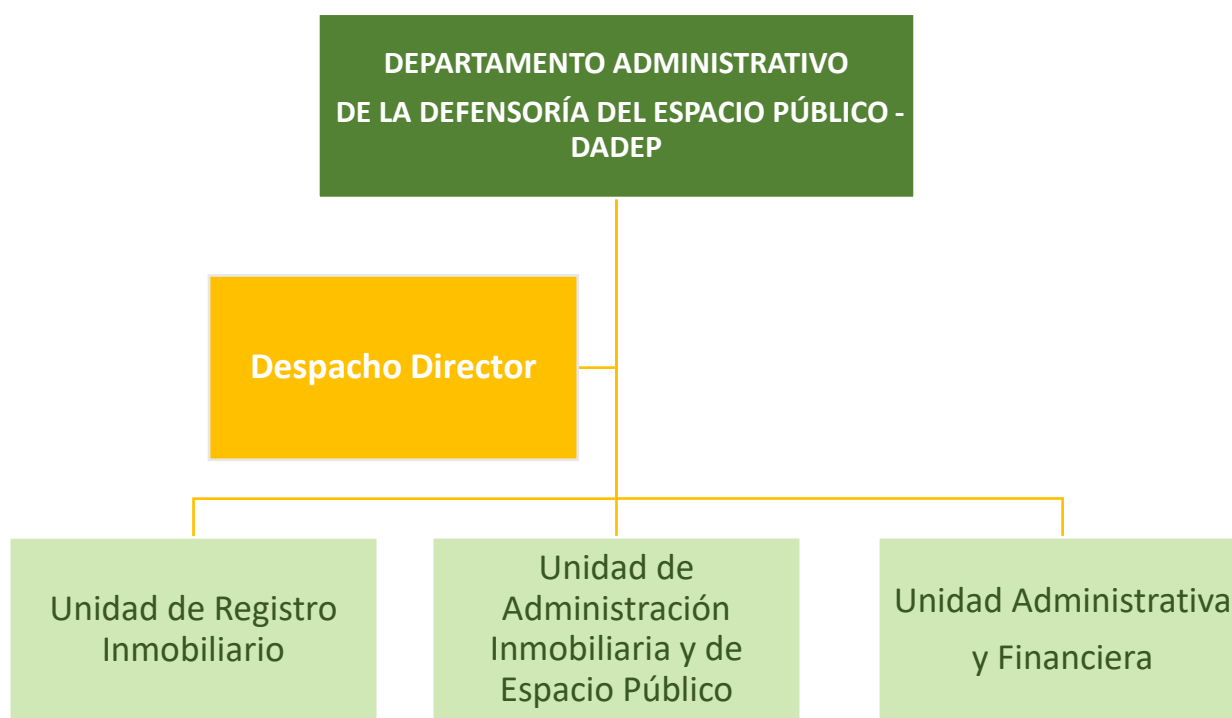 DEPARTAMENTO ADMINISTRATIVO
DE LA DEFENSORÍA DEL ESPACIO PÚBLICO -
DADEP
Despacho Director
Unidad de Registro
Inmobiliario
Unidad de
Administración
Inmobiliaria y de
Espacio Público
Unidad Administrativa
y Financiera